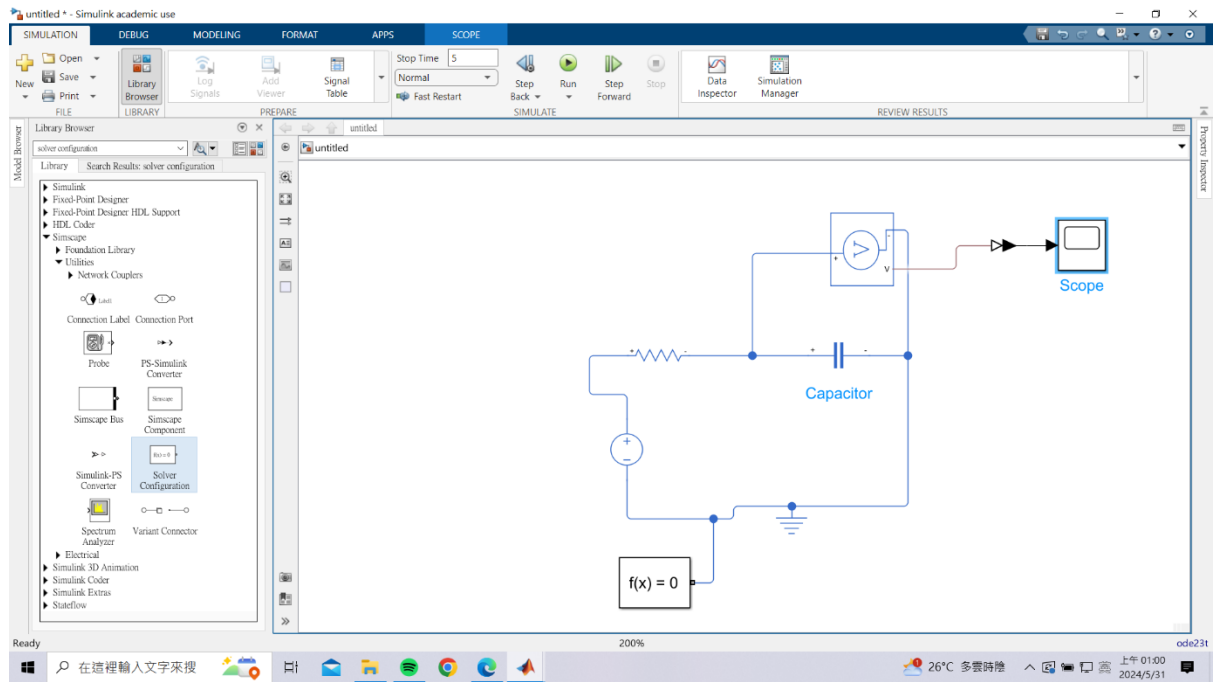 untitled * - Simulink academic use
SIMULATION DEBUG MODELING FORMAT APPS SCOPE
New
Open
Save
Print
FILE
Library
Browser
LIBRARY
Log
Signals
Add
Viewer
Signal
Table
PREPARE
Stop Time 5
Normal
Fast Restart
Step
Back
Run
Step
Forward
Stop
SIMULATE
Data
Inspector
Simulation
Manager
REVIEW RESULTS
Model Browser
Library Browser
solver configuration
Library Search Results: solver configuration
Simulink
Fixed-Point Designer
Fixed-Point Designer HDL Support
HDL Coder
Simscape
Foundation Library
Utilities
Network Couplers
Label1
1
Connection Label Connection Port
Probe
PS-Simulink
Converter
Simscape
Simscape Bus
Simscape
Component
f(x) = 0
Simulink-PS
Converter
Solver
Configuration
Spectrum
Analyzer
Variant Connector
Electrical
Simulink 3D Animation
Simulink Coder
Simulink Extras
Stateflow
untitled
untitled
Property Inspector
V
+
-
V
Scope
+ -
+ -
Capacitor
+
−
f(x) = 0
Ready 200% ode23t
在這裡輸入文字來搜
26°C 多雲時陰
英
上午 01:00
2024/5/31